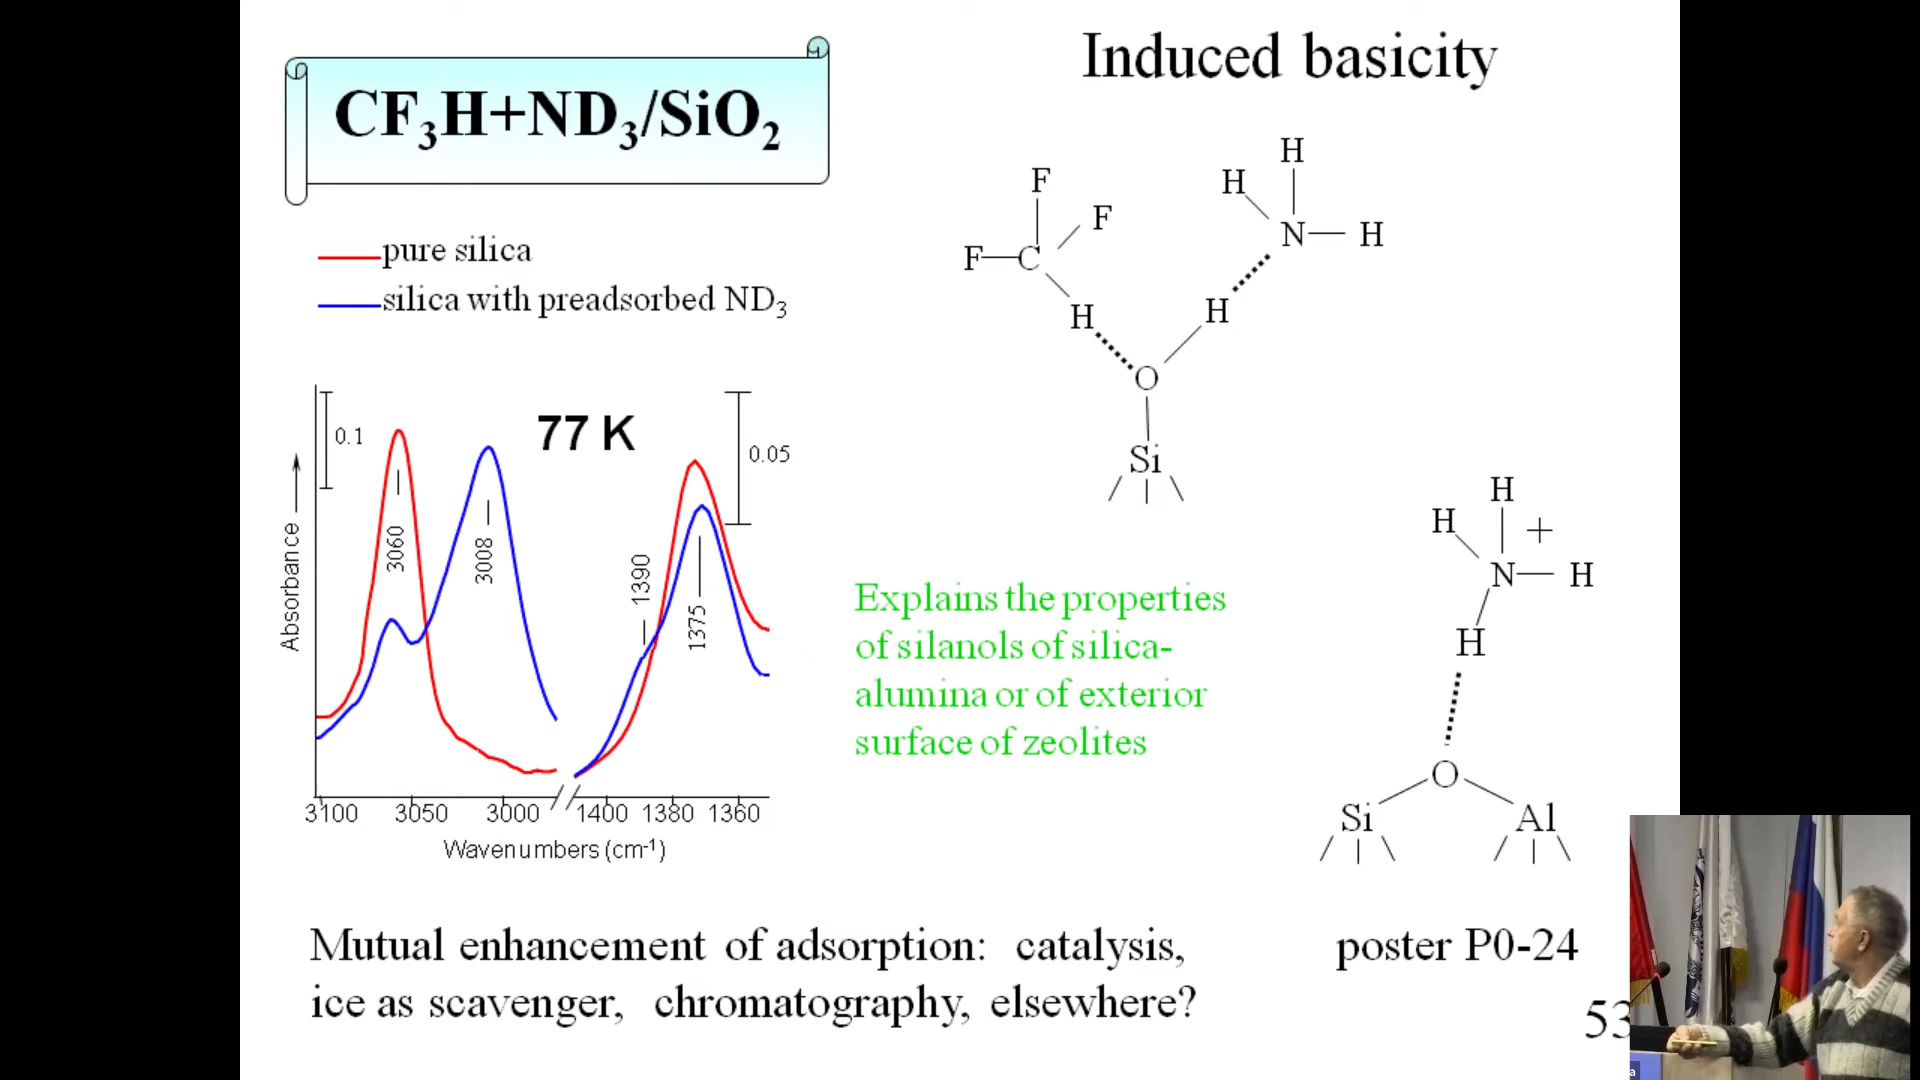 Induced basicity
CF₃H+ND₃/SiO₂
pure silica
silica with preadsorbed ND₃
H
H
N
H
F
F
F
C
H
H
O
Si
0.1
77 K
0.05
Absorbance
3060
3008
1390
1375
3100
3050
3000
1400
1380
1360
Wavenumbers (cm⁻¹)
Explains the properties
of silanols of silica-
alumina or of exterior
surface of zeolites
H
H
+
N
H
H
O
Si
Al
Mutual enhancement of adsorption: catalysis,
ice as scavenger, chromatography, elsewhere?
poster P0-24
53
a